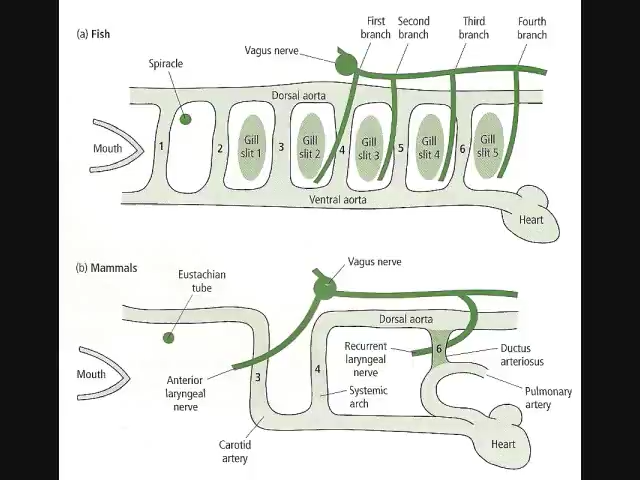 (a) Fish
First
branch
Second
branch
Third
branch
Fourth
branch
Vagus nerve
Spiracle
Dorsal aorta
Mouth
1
2
Gill
slit 1
3
Gill
slit 2
4
Gill
slit 3
5
Gill
slit 4
6
Gill
slit 5
Ventral aorta
Heart
(b) Mammals
Eustachian
tube
Vagus nerve
Dorsal aorta
Mouth
Anterior
laryngeal
nerve
3
4
Recurrent
laryngeal
nerve
6
Ductus
arteriosus
Systemic
arch
Pulmonary
artery
Carotid
artery
Heart